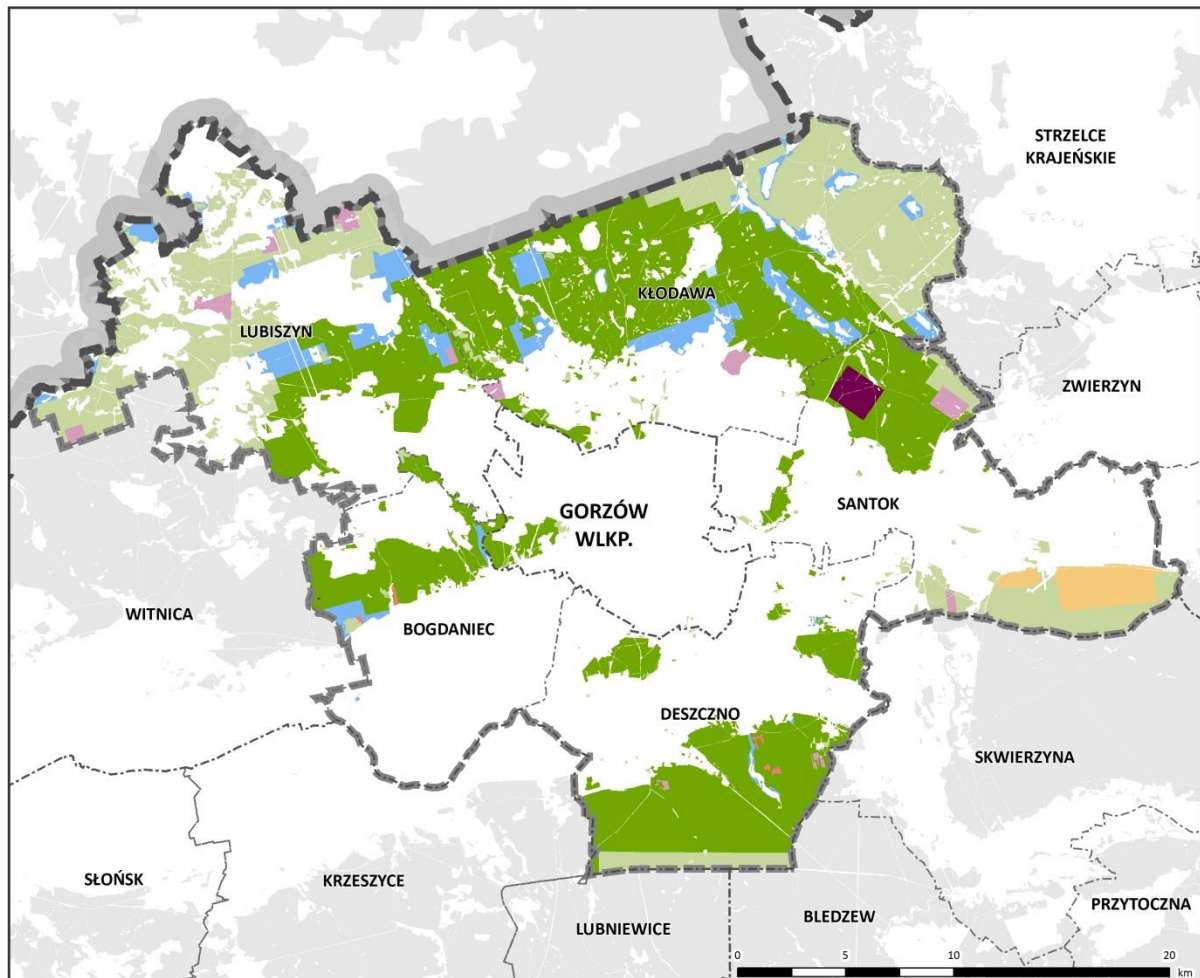 STRZELCE
KRAJEŃSKIE
KŁODAWA
LUBISZYN
ZWIERZYN
SANTOK
GORZÓW
WLKP.
WITNICA
BOGDANIEC
DESZCZNO
SKWIERZYNA
SŁOŃSK
KRZESZYCE
PRZYTOCZNA
LUBNIEWICE
BLEDZEW
0 5 10 20
km